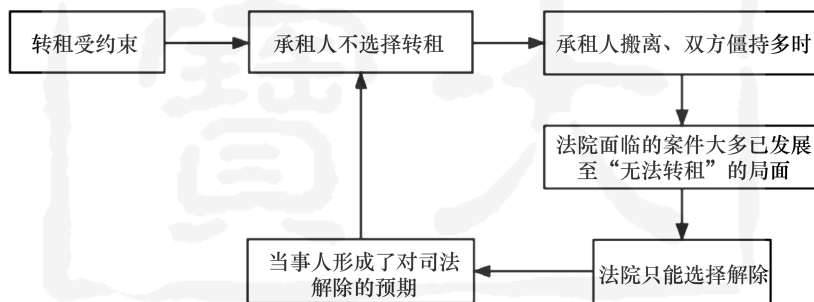 转租受约束
承租人不选择转租
承租人搬离、双方僵持多时
法院面临的案件大多已发展
至“无法转租”的局面
法院只能选择解除
当事人形成了对司法
解除的预期